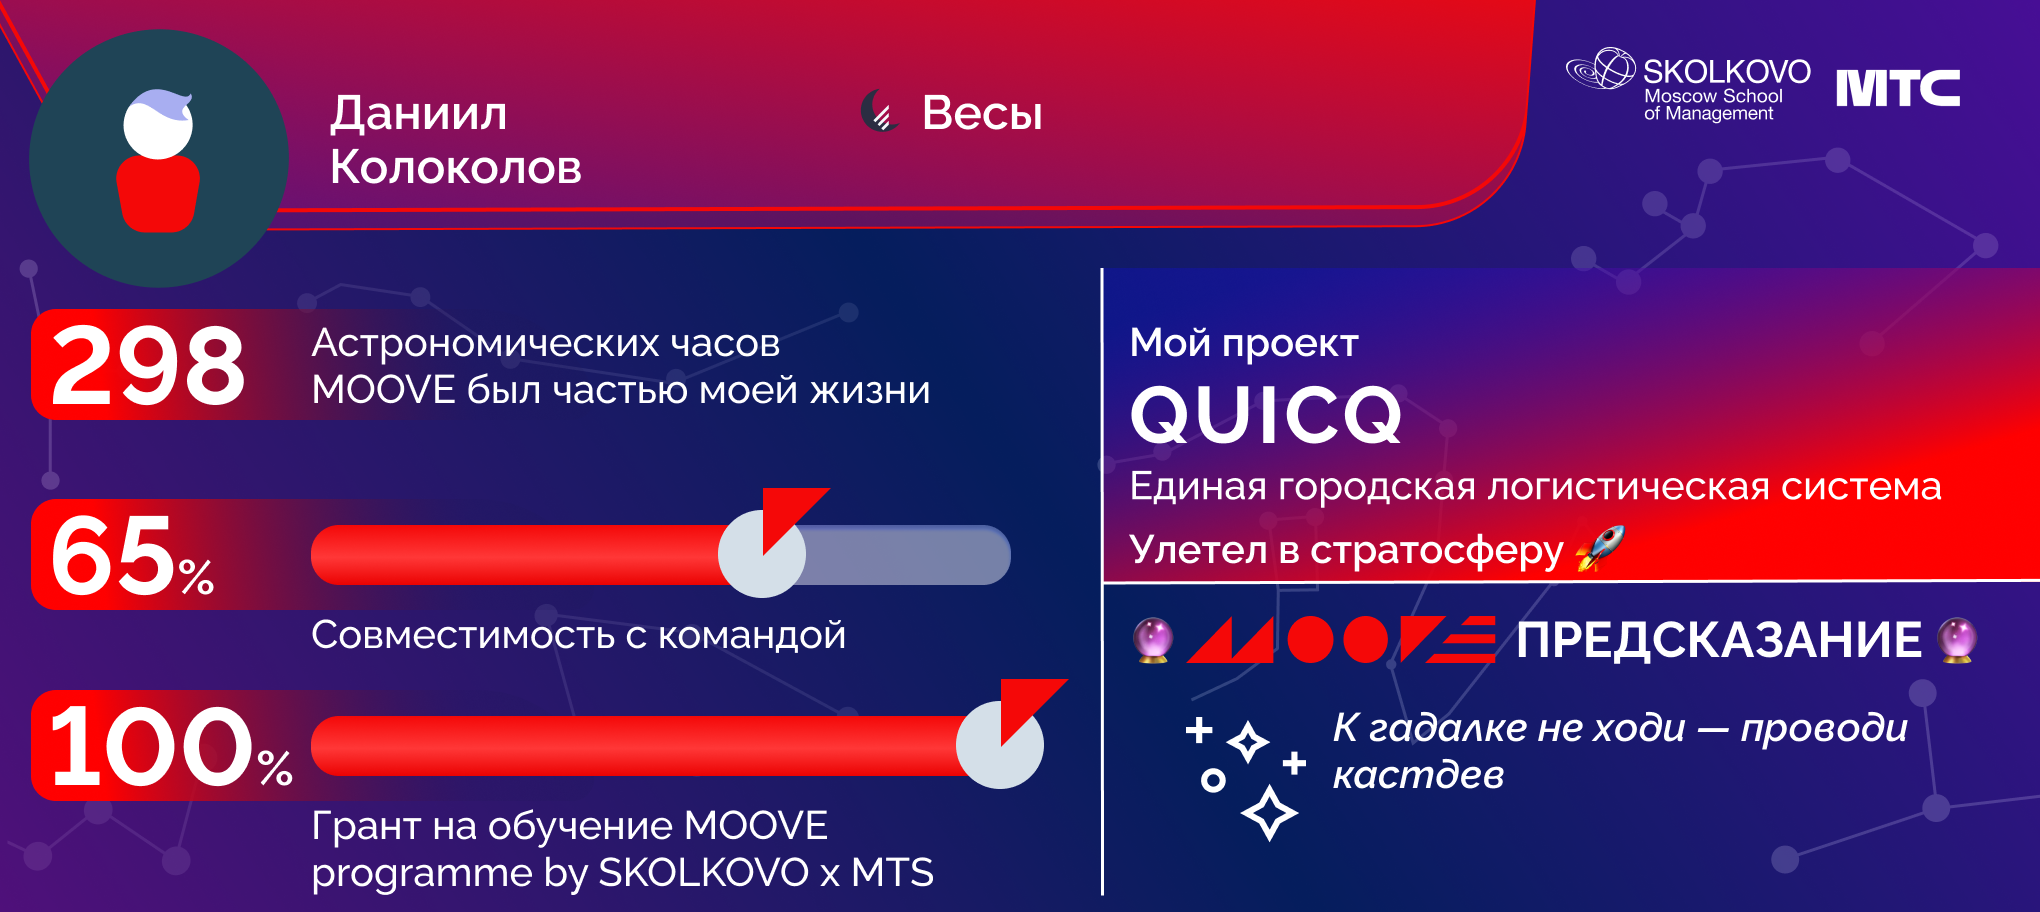 Даниил
Колоколов
Весы
SKOLKOVO
Moscow School
of Management
МТС
298
Астрономических часов
MOOVE был частью моей жизни
65%
Совместимость с командой
100%
Грант на обучение MOOVE
programme by SKOLKOVO x MTS
Мой проект
QUICQ
Единая городская логистическая система
Улетел в стратосферу 🚀
🔮 MOOVE ПРЕДСКАЗАНИЕ 🔮
К гадалке не ходи — проводи
кастдев